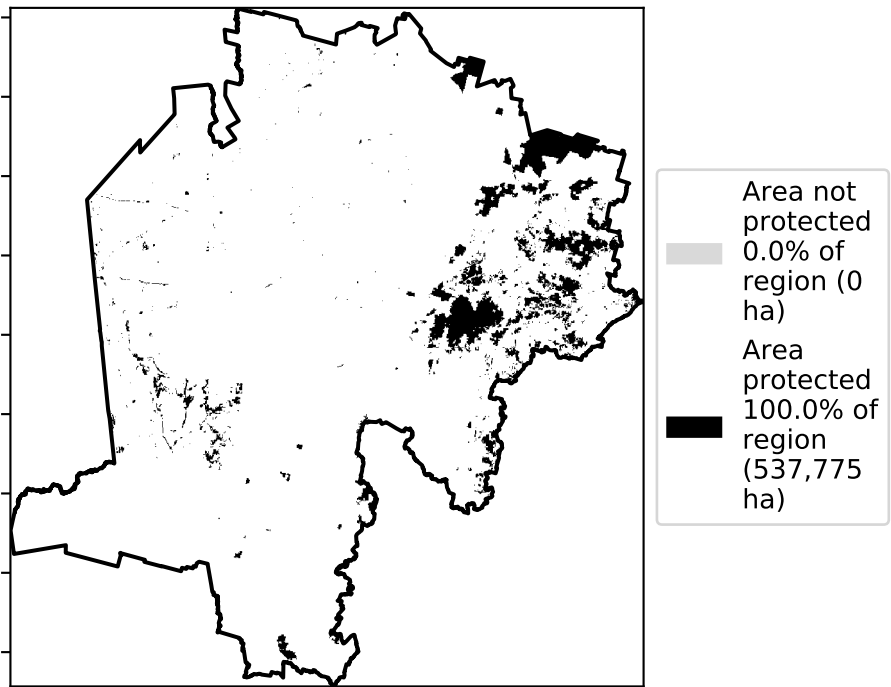 Area not
protected
0.0% of
region (0
ha)
Area
protected
100.0% of
region
(537,775
ha)